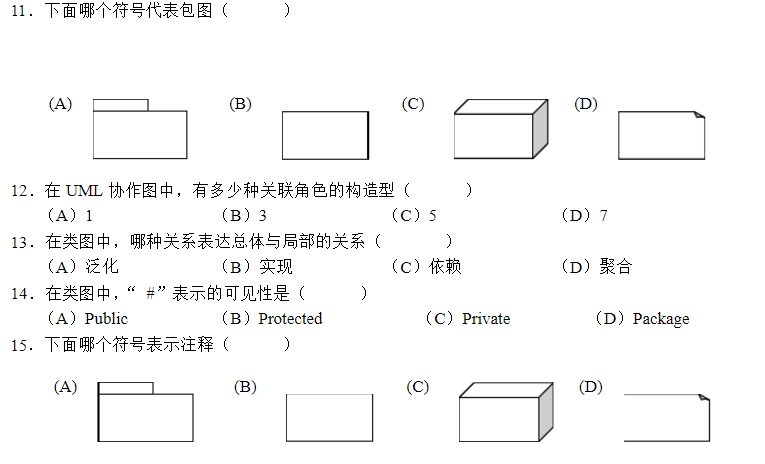 11．下面哪个符号代表包图（　　　）
(A) (B) (C) (D)
12．在 UML 协作图中，有多少种关联角色的构造型（　　　）
（A）1 （B）3 （C）5 （D）7
13．在类图中，哪种关系表达总体与局部的关系（　　　）
（A）泛化 （B）实现 （C）依赖 （D）聚合
14．在类图中，“ #”表示的可见性是（　　　）
（A）Public （B）Protected （C）Private （D）Package
15．下面哪个符号表示注释（　　　）
(A) (B) (C) (D)